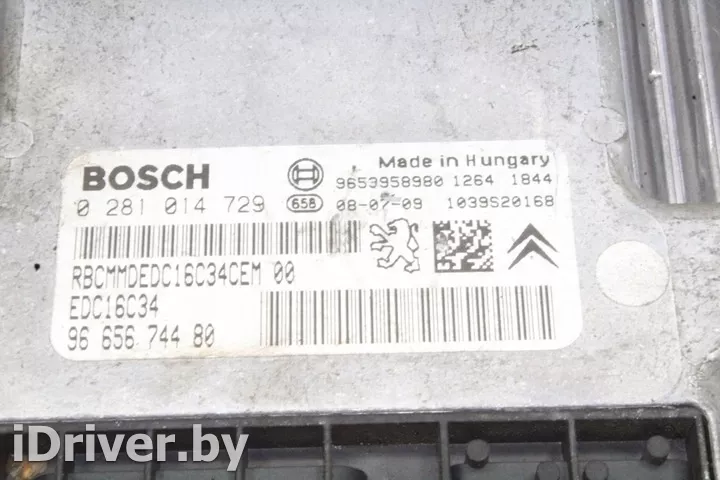 BOSCH
Made in Hungary
9653958980 1264 1844
0 281 014 729
658 08-07-09 1039S20168
RBCMMDEDC16C34CEM 00
EDC16C34
96 656 744 80
iDriver.by